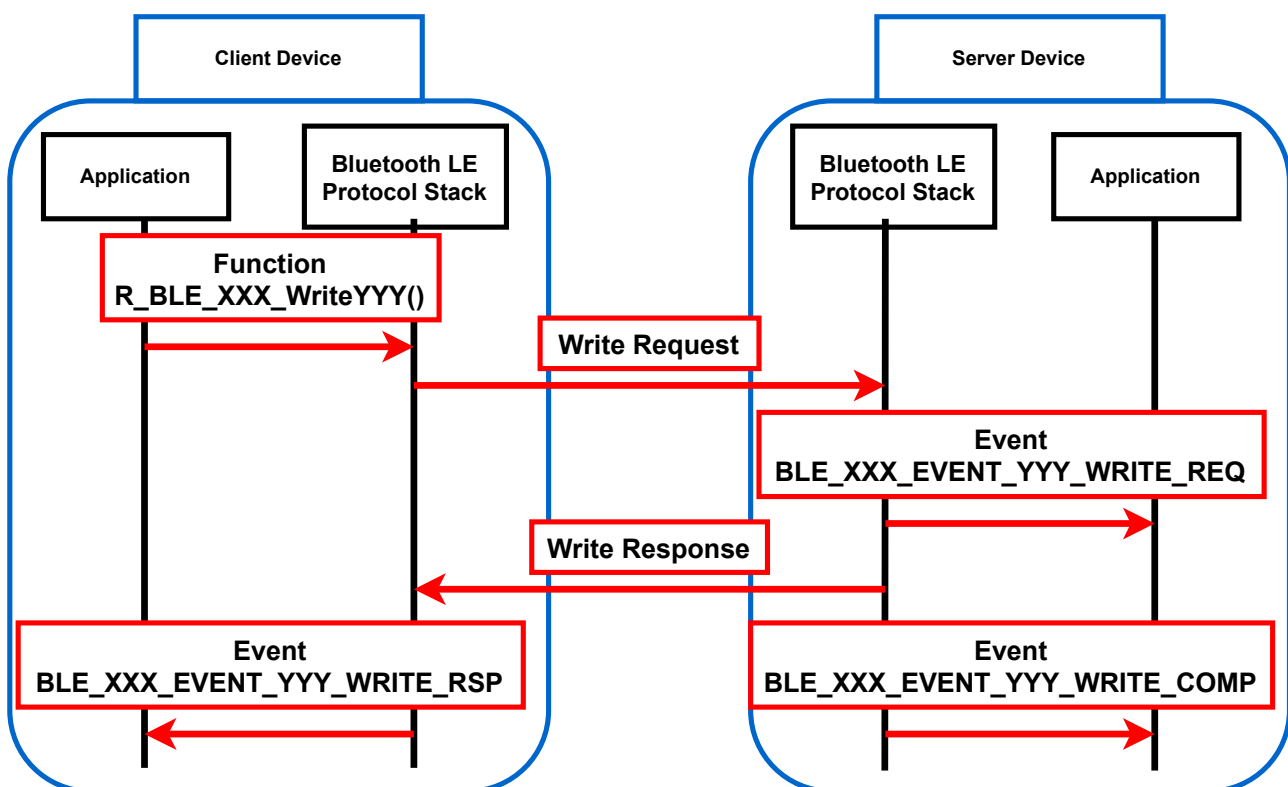 Client Device
Server Device
Application
Bluetooth LE
Protocol Stack
Bluetooth LE
Protocol Stack
Application
Function
R_BLE_XXX_WriteYYY()
Write Request
Event
BLE_XXX_EVENT_YYY_WRITE_REQ
Write Response
Event
BLE_XXX_EVENT_YYY_WRITE_RSP
Event
BLE_XXX_EVENT_YYY_WRITE_COMP